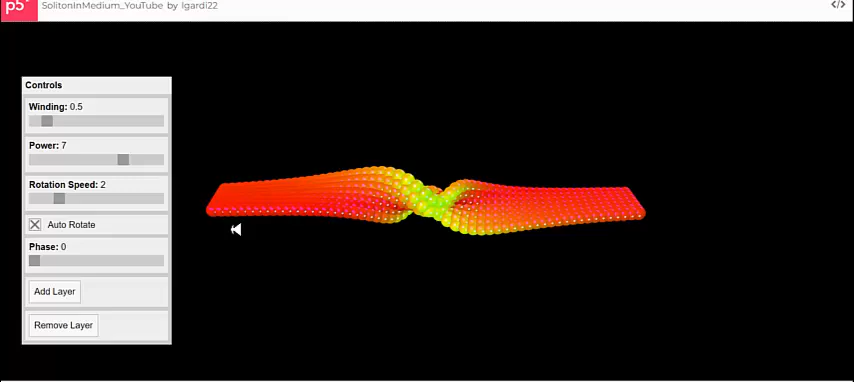 p5*
SolitonInMedium_YouTube by lgardi22
</>
Controls
Winding: 0.5
Power: 7
Rotation Speed: 2
Auto Rotate
Phase: 0
Add Layer
Remove Layer